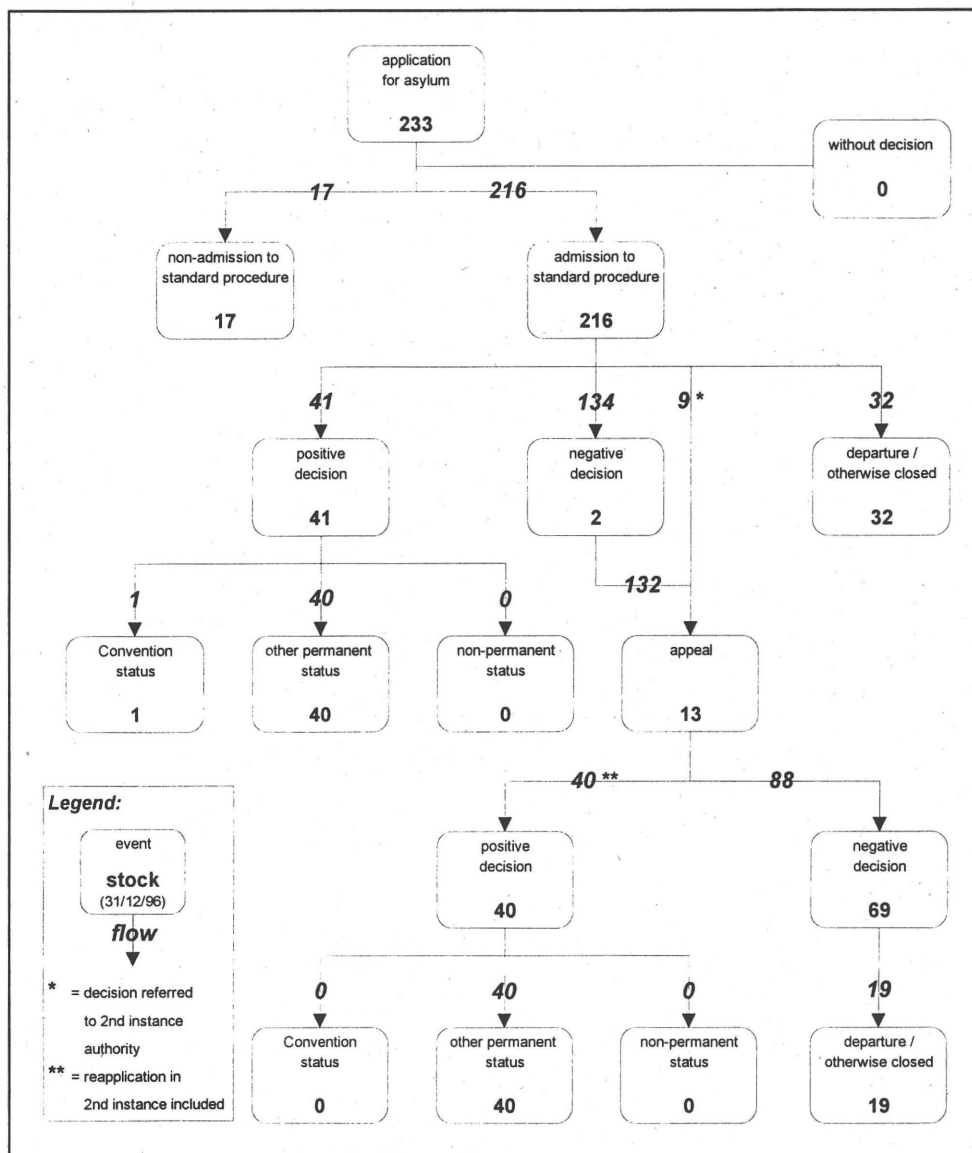 application
for asylum
233
without decision
0
17
216
non-admission to
standard procedure
17
admission to
standard procedure
216
41
134
9 *
32
positive
decision
41
negative
decision
2
departure /
otherwise closed
32
132
1
40
0
Convention
status
1
other permanent
status
40
non-permanent
status
0
appeal
13
40 **
88
positive
decision
40
negative
decision
69
0
40
0
19
Convention
status
0
other permanent
status
40
non-permanent
status
0
departure /
otherwise closed
19
Legend:
event
stock
(31/12/96)
flow
* = decision referred
to 2nd instance
authority
** = reapplication in
2nd instance included